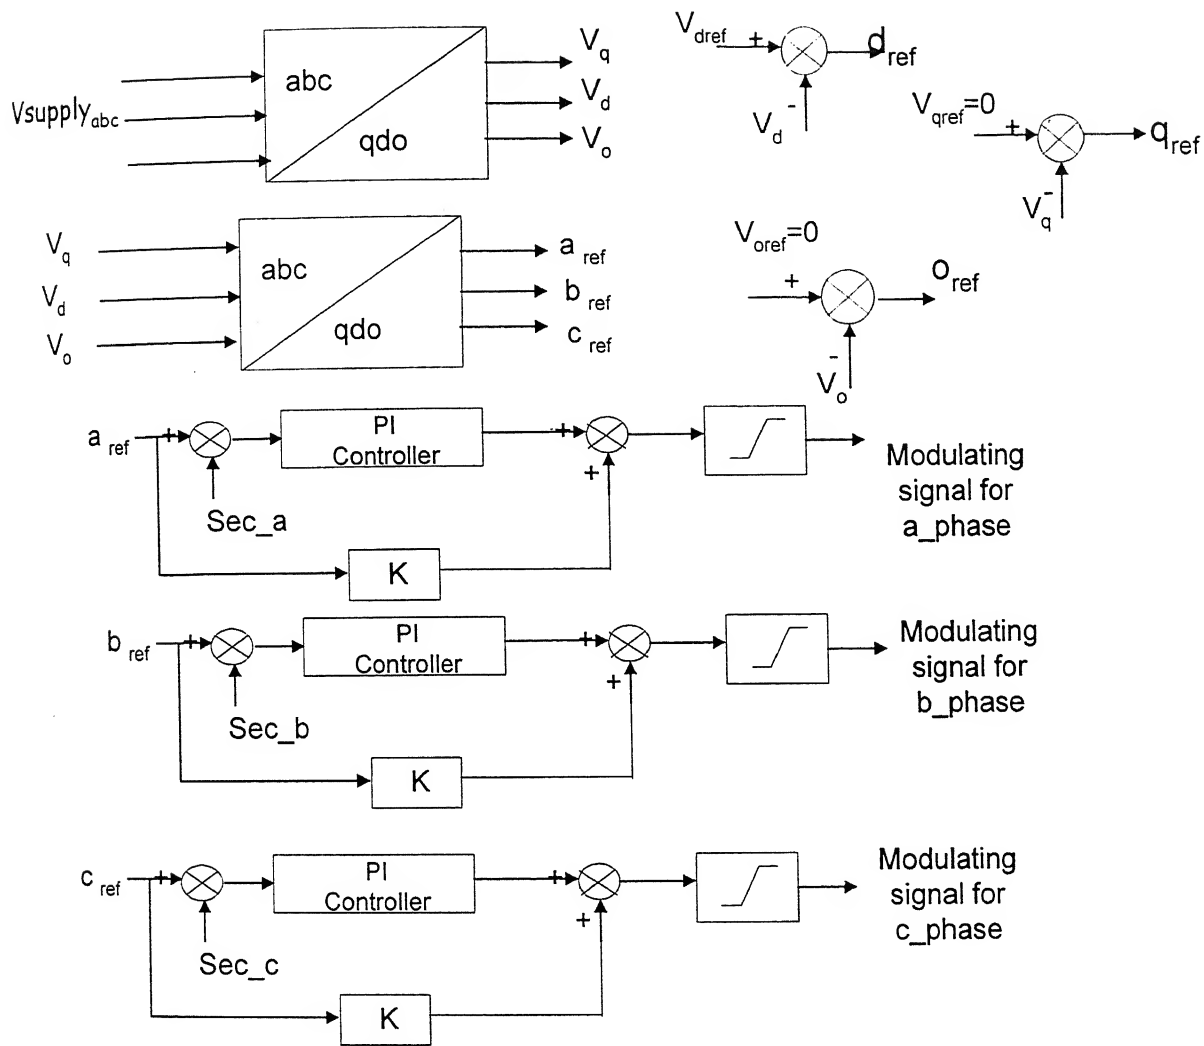 abc
qdo
Vsupply_abc
V_q
V_d
V_o
V_dref
+
d_ref
-
V_d
V_qref=0
+
q_ref
-
V_q
V_q
V_d
V_o
abc
qdo
a_ref
b_ref
c_ref
V_oref=0
+
o_ref
-
V_o
a_ref
+
PI
Controller
+
+
Sec_a
K
Modulating
signal for
a_phase
b_ref
+
PI
Controller
+
+
Sec_b
K
Modulating
signal for
b_phase
c_ref
+
PI
Controller
+
+
Sec_c
K
Modulating
signal for
c_phase